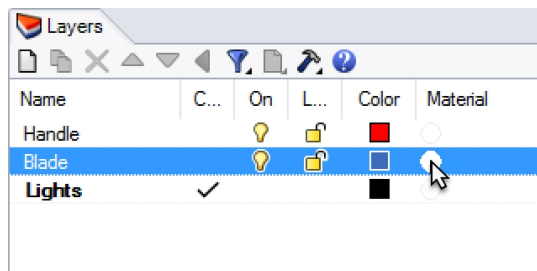 Layers
Name C... On L... Color Material
Handle
Blade
Lights